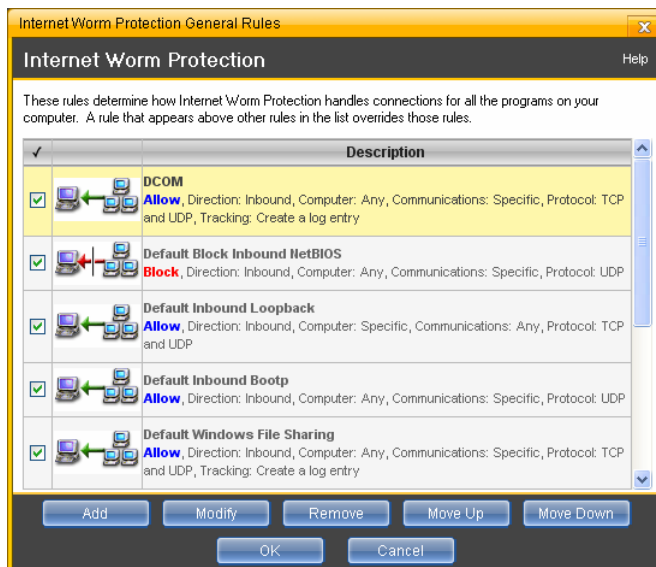 Internet Worm Protection General Rules
Internet Worm Protection
Help
These rules determine how Internet Worm Protection handles connections for all the programs on your
computer. A rule that appears above other rules in the list overrides those rules.
✓ Description
DCOM
Allow, Direction: Inbound, Computer: Any, Communications: Specific, Protocol: TCP
and UDP, Tracking: Create a log entry
Default Block Inbound NetBIOS
Block, Direction: Inbound, Computer: Any, Communications: Specific, Protocol: UDP
Default Inbound Loopback
Allow, Direction: Inbound, Computer: Specific, Communications: Any, Protocol: TCP
and UDP
Default Inbound Bootp
Allow, Direction: Inbound, Computer: Any, Communications: Specific, Protocol: UDP
Default Windows File Sharing
Allow, Direction: Inbound, Computer: Any, Communications: Specific, Protocol: TCP
and UDP, Tracking: Create a log entry
Add Modify Remove Move Up Move Down
OK Cancel